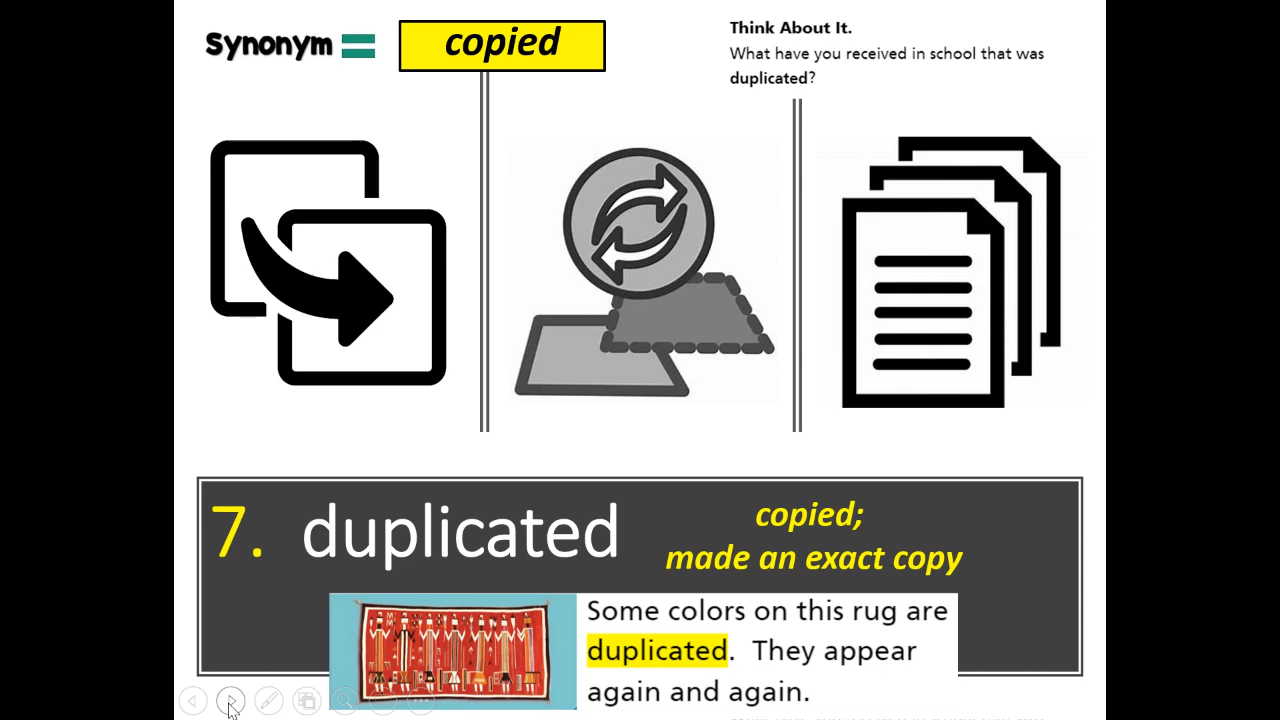 Synonym = copied
Think About It.
What have you received in school that was
duplicated?
7. duplicated
copied;
made an exact copy
Some colors on this rug are
duplicated. They appear
again and again.